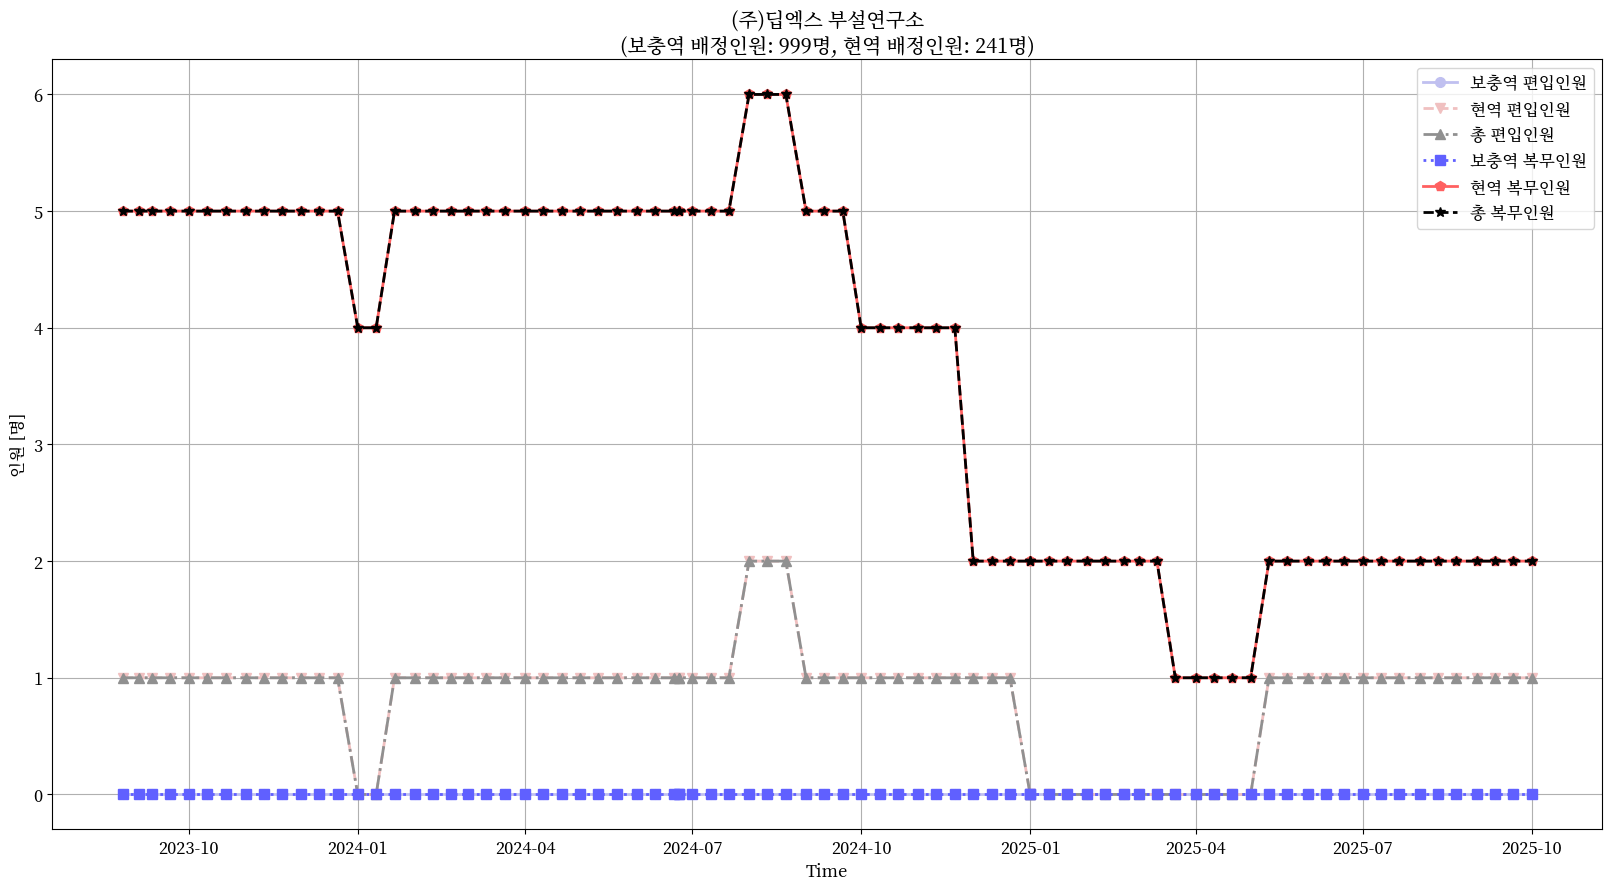 (주)딥엑스 부설연구소
(보충역 배정인원: 999명, 현역 배정인원: 241명)
보충역 편입인원
현역 편입인원
총 편입인원
보충역 복무인원
현역 복무인원
총 복무인원
인원 [명]
6
5
4
3
2
1
0
2023-10 2024-01 2024-04 2024-07 2024-10 2025-01 2025-04 2025-07 2025-10
Time